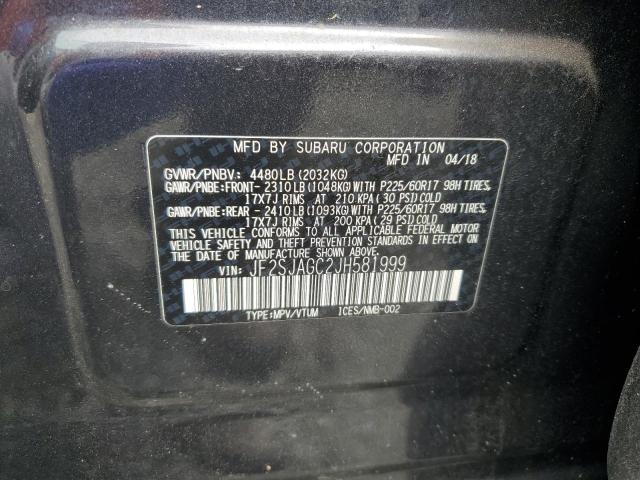 MFD BY SUBARU CORPORATION
MFD IN 04/18
GVWR/PNBV: 4480LB(2032KG)
GAWR/PNBE:FRONT- 2310LB(1048KG)WITH P225/60R17 98H TIRES,
17X7J RIMS AT 210 KPA(30 PSI)COLD
GAWR/PNBE:REAR - 2410LB(1093KG)WITH P225/60R17 98H TIRES,
17X7J RIMS AT 200 KPA(29 PSI)COLD
THIS VEHICLE CONFORMS TO ALL APPLICABLE FEDERAL MOTOR
VEHICLE SAFETY AND THEFT PREVENTION STANDARDS IN EFFECT
ON THE DATE OF MANUFACTURE SHOWN ABOVE.
VIN: JF2SJAGC2JH581999
TYPE:MPV/VTUM ICES/NMB-002